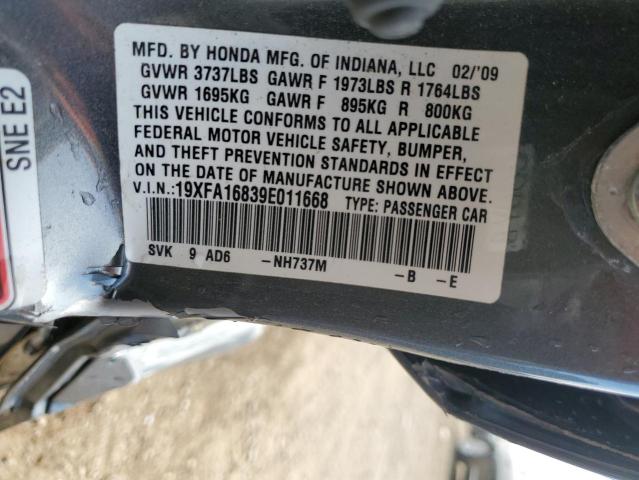 MFD. BY HONDA MFG. OF INDIANA, LLC 02/'09
GVWR 3737LBS GAWR F 1973LBS R 1764LBS
GVWR 1695KG GAWR F 895KG R 800KG
THIS VEHICLE CONFORMS TO ALL APPLICABLE
FEDERAL MOTOR VEHICLE SAFETY, BUMPER,
AND THEFT PREVENTION STANDARDS IN EFFECT
ON THE DATE OF MANUFACTURE SHOWN ABOVE.
V.I.N.:19XFA16839E011668 TYPE: PASSENGER CAR
SVK 9 AD6 -NH737M -B -E
SNE E2